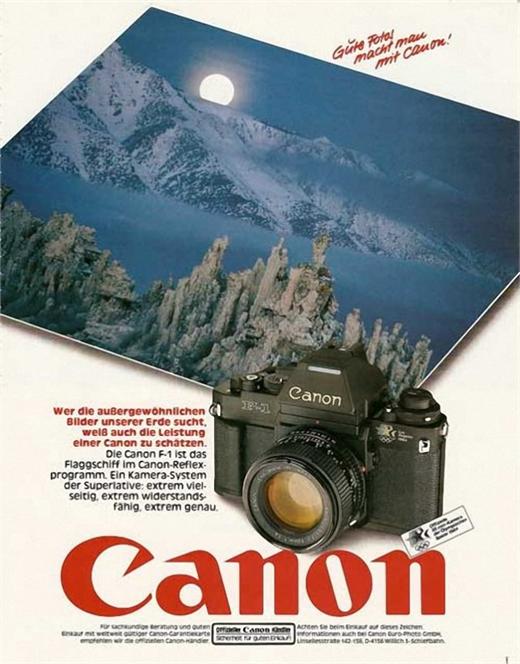 Gute Fotos
macht man
mit Canon!
Canon
F-1
Wer die außergewöhnlichen
Bilder unserer Erde sucht,
weiß auch die Leistung
einer Canon zu schätzen.
Die Canon F-1 ist das
Flaggschiff im Canon-Reflex-
programm. Ein Kamera-System
der Superlative: extrem viel-
seitig, extrem widerstands-
fähig, extrem genau.
Offizielle
Canon
Für fachkundige Beratung und guten
Einkauf mit weltweit gültiger Canon-Garantiekarte
empfehlen wir die offiziellen Canon-Händler.
Offizieller Canon Händler
Sicherheit für guten Einkauf
Achten Sie beim Einkauf auf dieses Zeichen.
Informationen auch bei Canon Euro-Photo GmbH,
Linsellesstraße 142-156, D-4156 Willich 3-Schiefbahn.